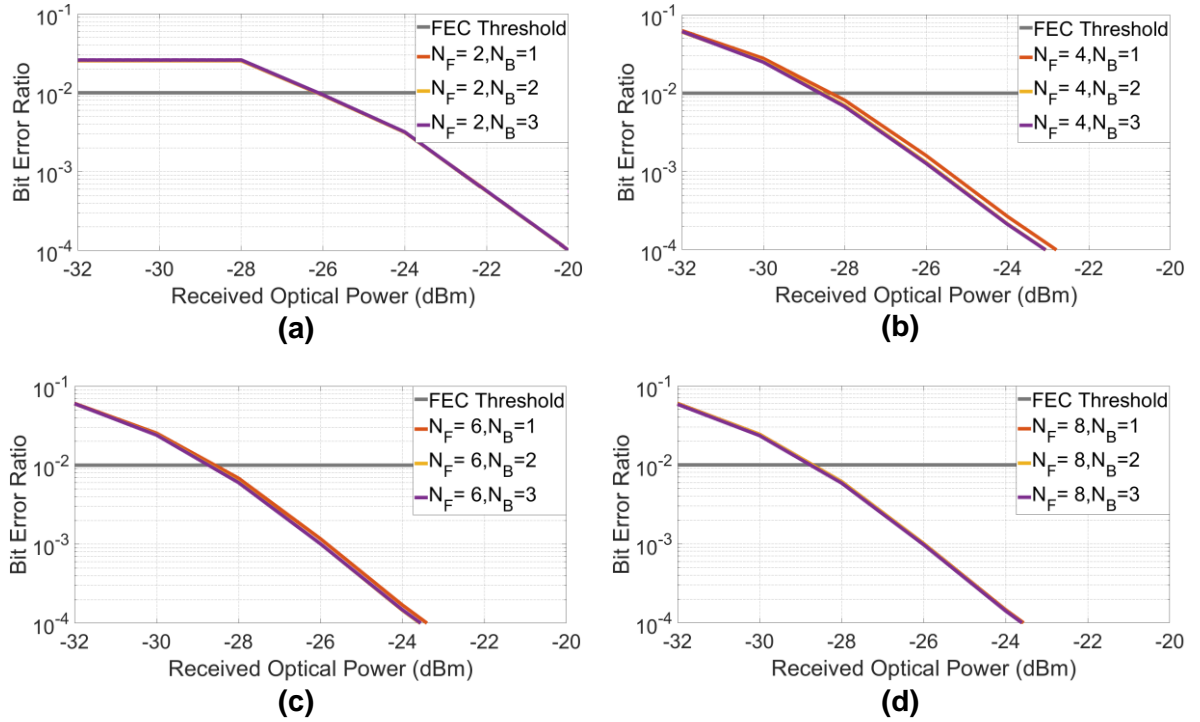 10^-1
10^-2
10^-3
10^-4
Bit Error Ratio
FEC Threshold
N_F= 2,N_B=1
N_F= 2,N_B=2
N_F= 2,N_B=3
-32 -30 -28 -26 -24 -22 -20
Received Optical Power (dBm)
(a)
10^-1
10^-2
10^-3
10^-4
Bit Error Ratio
FEC Threshold
N_F= 4,N_B=1
N_F= 4,N_B=2
N_F= 4,N_B=3
-32 -30 -28 -26 -24 -22 -20
Received Optical Power (dBm)
(b)
10^-1
10^-2
10^-3
10^-4
Bit Error Ratio
FEC Threshold
N_F= 6,N_B=1
N_F= 6,N_B=2
N_F= 6,N_B=3
-32 -30 -28 -26 -24 -22 -20
Received Optical Power (dBm)
(c)
10^-1
10^-2
10^-3
10^-4
Bit Error Ratio
FEC Threshold
N_F= 8,N_B=1
N_F= 8,N_B=2
N_F= 8,N_B=3
-32 -30 -28 -26 -24 -22 -20
Received Optical Power (dBm)
(d)